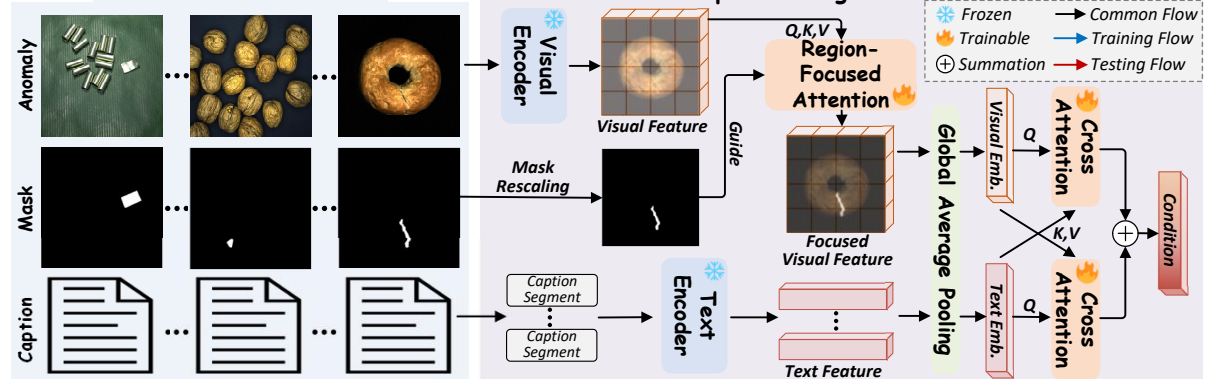 Anomaly
Mask
Caption
Visual
Encoder
Visual Feature
Q,K,V
Region-
Focused
Attention
Guide
Mask
Rescaling
Focused
Visual Feature
Caption
Segment
Caption
Segment
Text
Encoder
Text Feature
Global Average Pooling
Visual Emb.
Text Emb.
Q
K,V
Q
Cross
Attention
Cross
Attention
Condition
Frozen
Trainable
Summation
Common Flow
Training Flow
Testing Flow